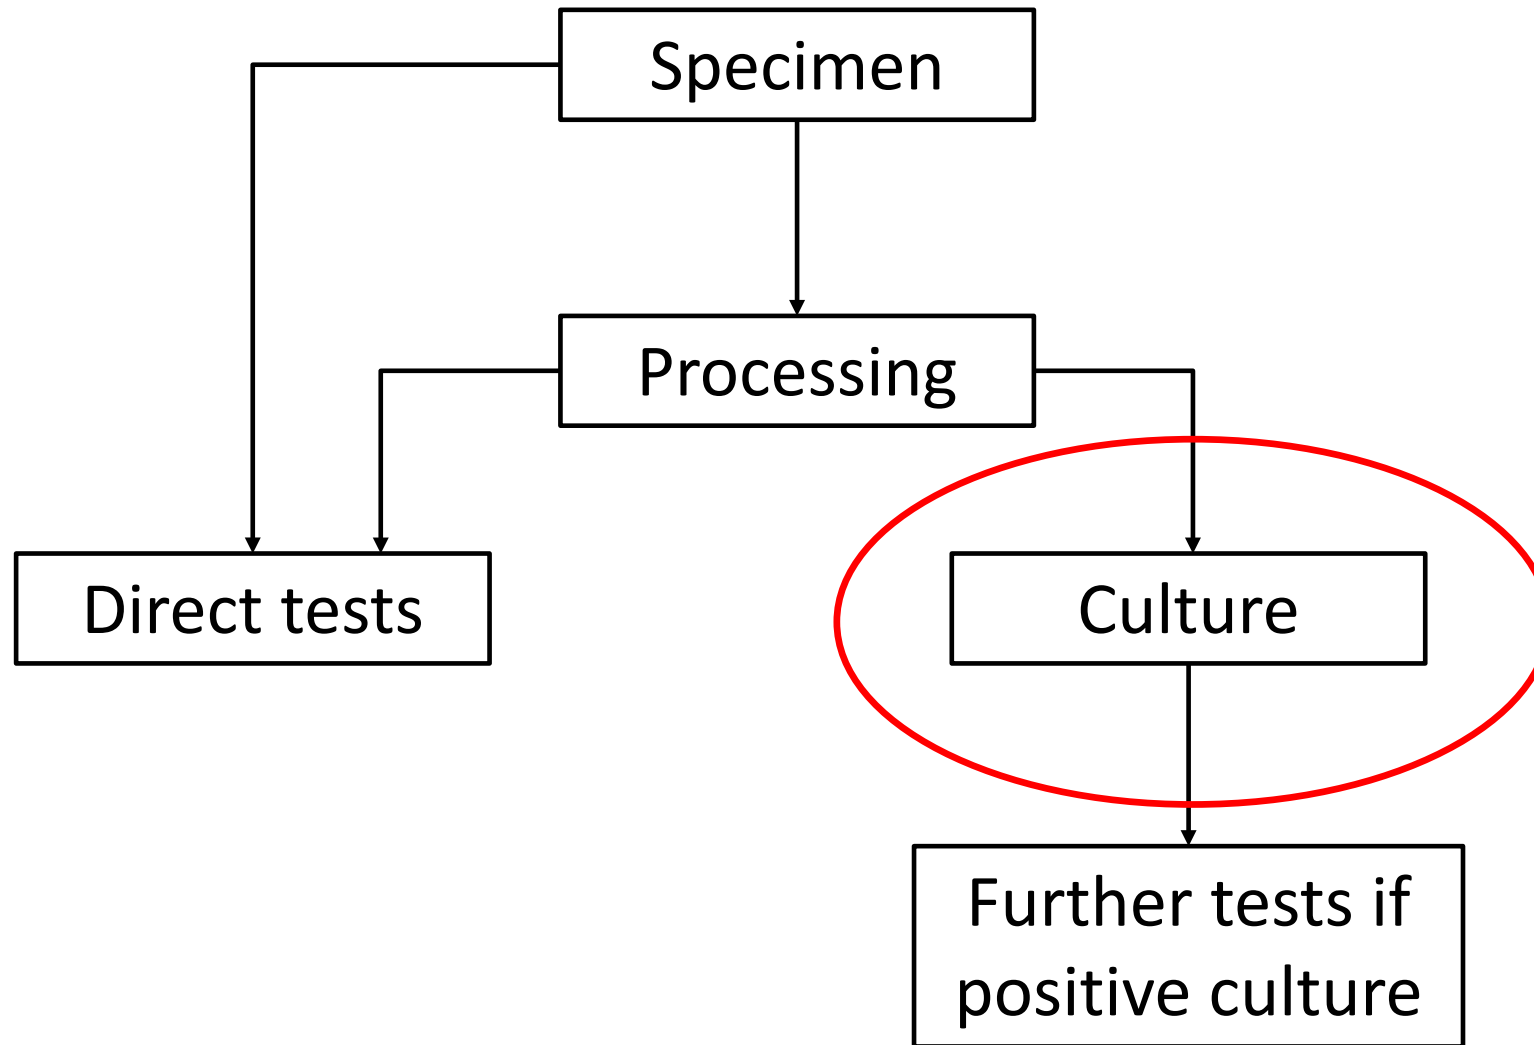 Specimen
Processing
Direct tests
Culture
Further tests if
positive culture